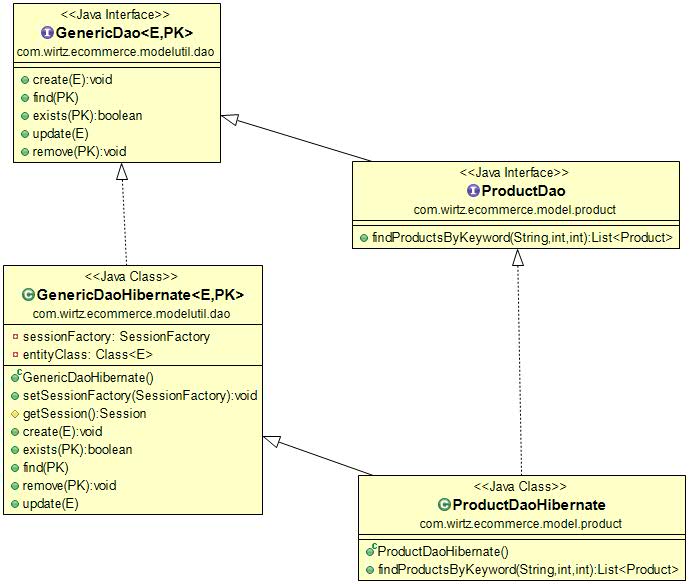 <<Java Interface>>
GenericDao<E,PK>
com.wirtz.ecommerce.modelutil.dao
create(E):void
find(PK)
exists(PK):boolean
update(E)
remove(PK):void
<<Java Interface>>
ProductDao
com.wirtz.ecommerce.model.product
findProductsByKeyword(String,int,int):List<Product>
<<Java Class>>
GenericDaoHibernate<E,PK>
com.wirtz.ecommerce.modelutil.dao
sessionFactory: SessionFactory
entityClass: Class<E>
GenericDaoHibernate()
setSessionFactory(SessionFactory):void
getSession():Session
create(E):void
exists(PK):boolean
find(PK)
remove(PK):void
update(E)
<<Java Class>>
ProductDaoHibernate
com.wirtz.ecommerce.model.product
ProductDaoHibernate()
findProductsByKeyword(String,int,int):List<Product>